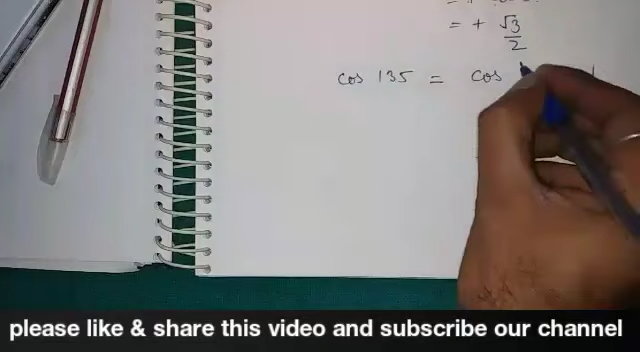 = + √3/2
cos 135 = cos
please like & share this video and subscribe our channel